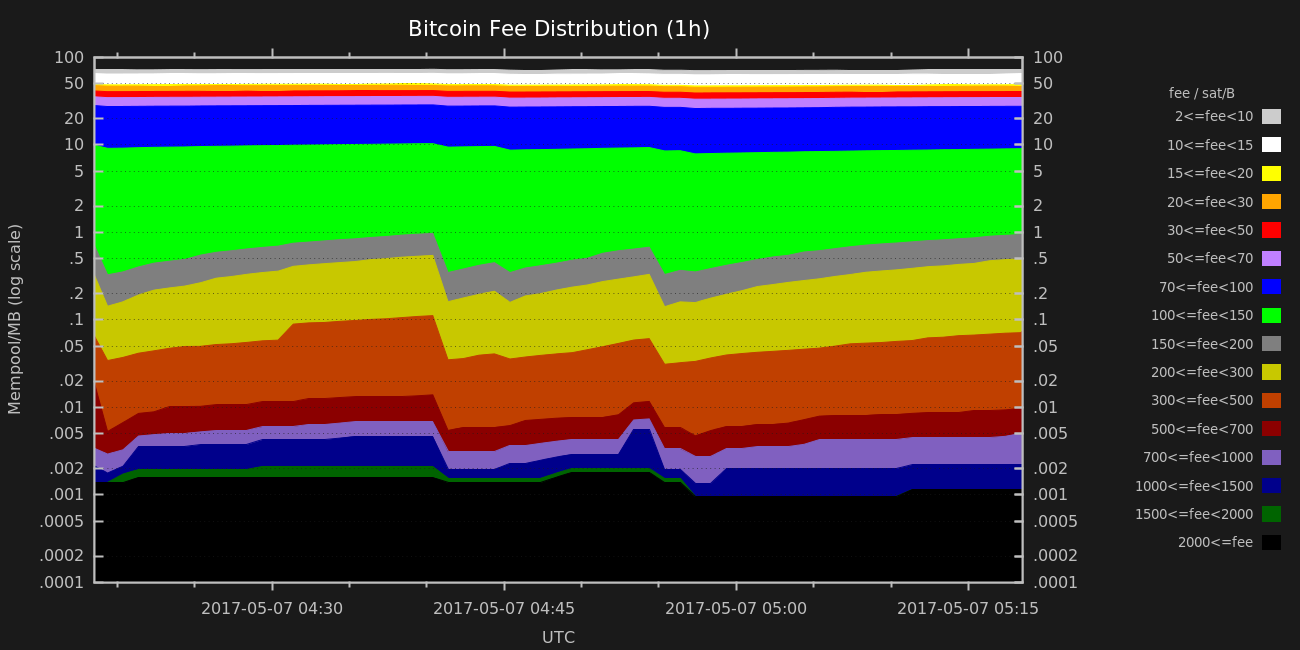 Bitcoin Fee Distribution (1h)
Mempool/MB (log scale)
100
50
20
10
5
2
1
.5
.2
.1
.05
.02
.01
.005
.002
.001
.0005
.0002
.0001
100
50
20
10
5
2
1
.5
.2
.1
.05
.02
.01
.005
.002
.001
.0005
.0002
.0001
2017-05-07 04:30
2017-05-07 04:45
2017-05-07 05:00
2017-05-07 05:15
UTC
fee / sat/B
2<=fee<10
10<=fee<15
15<=fee<20
20<=fee<30
30<=fee<50
50<=fee<70
70<=fee<100
100<=fee<150
150<=fee<200
200<=fee<300
300<=fee<500
500<=fee<700
700<=fee<1000
1000<=fee<1500
1500<=fee<2000
2000<=fee